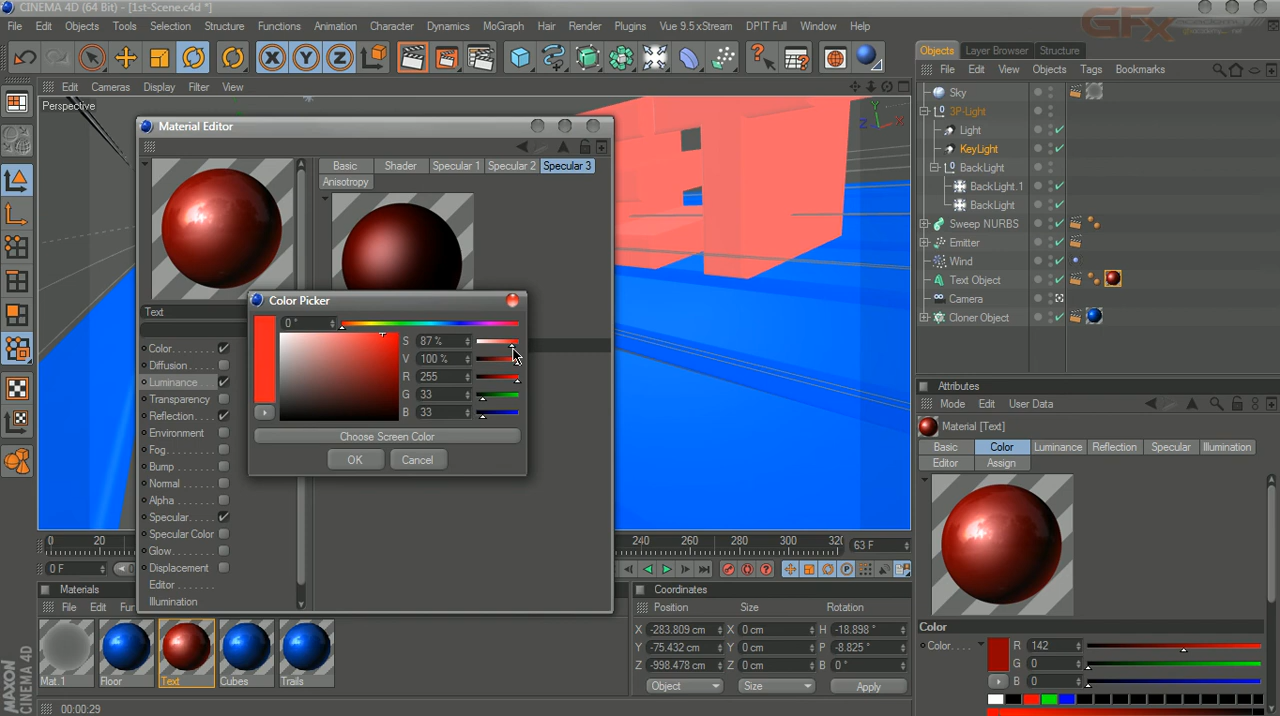 CINEMA 4D (64 Bit) - [1st-Scene.c4d *]
GFx
File Edit Objects Tools Selection Structure Functions Animation Character Dynamics MoGraph Hair Render Plugins Vue 9.5 xStream DPIT Full Window Help
X Y Z
Objects Layer Browser Structure
File Edit View Objects Tags Bookmarks
Edit Cameras Display Filter View
Perspective
Y
Z X
Sky
3P-Light
Light
KeyLight
BackLight
BackLight.1
BackLight
Sweep NURBS
Emitter
Wind
Text Object
Camera
Cloner Object
Material Editor
Basic Shader Specular 1 Specular 2 Specular 3
Anisotropy
Text
Color
Diffusion
Luminance
Transparency
Reflection
Environment
Fog
Bump
Normal
Alpha
Specular
Specular Color
Glow
Displacement
Editor
Illumination
Color Picker
0 °
S 87 %
V 100 %
R 255
G 33
B 33
Choose Screen Color
OK Cancel
Attributes
Mode Edit User Data
Material [Text]
Basic Color Luminance Reflection Specular Illumination
Editor Assign
Color
Color R 142
G 0
B 0
0 20 240 260 280 300 32( 63 F
0 F
Materials
File Edit Fu
Mat.1 Floor Text Cubes Trails
Coordinates
Position Size Rotation
X -283.809 cm X 0 cm H -18.898 °
Y -75.432 cm Y 0 cm P -8.825 °
Z -998.478 cm Z 0 cm B 0 °
Object Size Apply
MAXON
CINEMA 4D
00:00:29